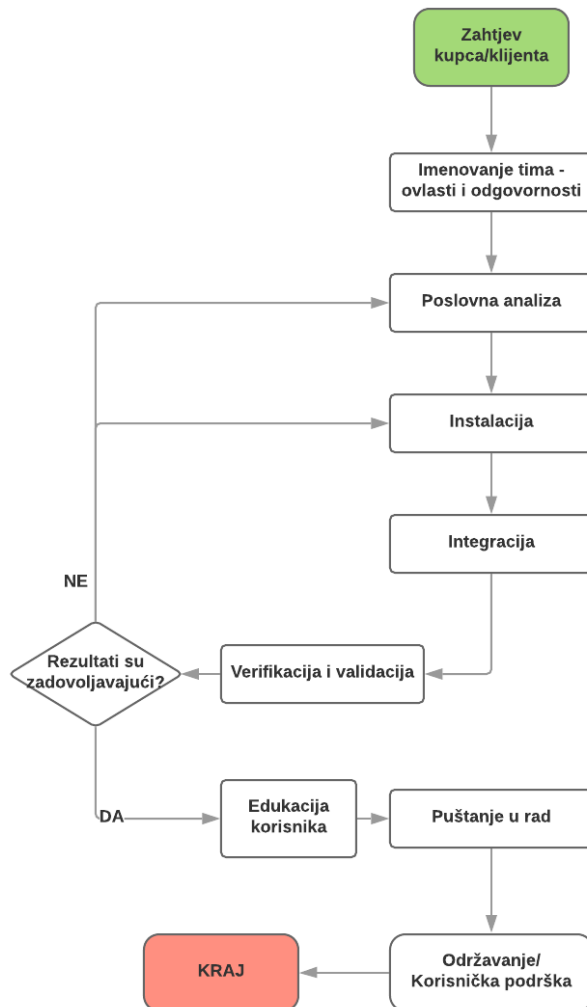 Zahtjev
kupca/klijenta
Imenovanje tima -
ovlasti i odgovornosti
Poslovna analiza
Instalacija
Integracija
NE
Rezultati su
zadovoljavajući?
Verifikacija i validacija
DA
Edukacija
korisnika
Puštanje u rad
KRAJ
Održavanje/
Korisnička podrška